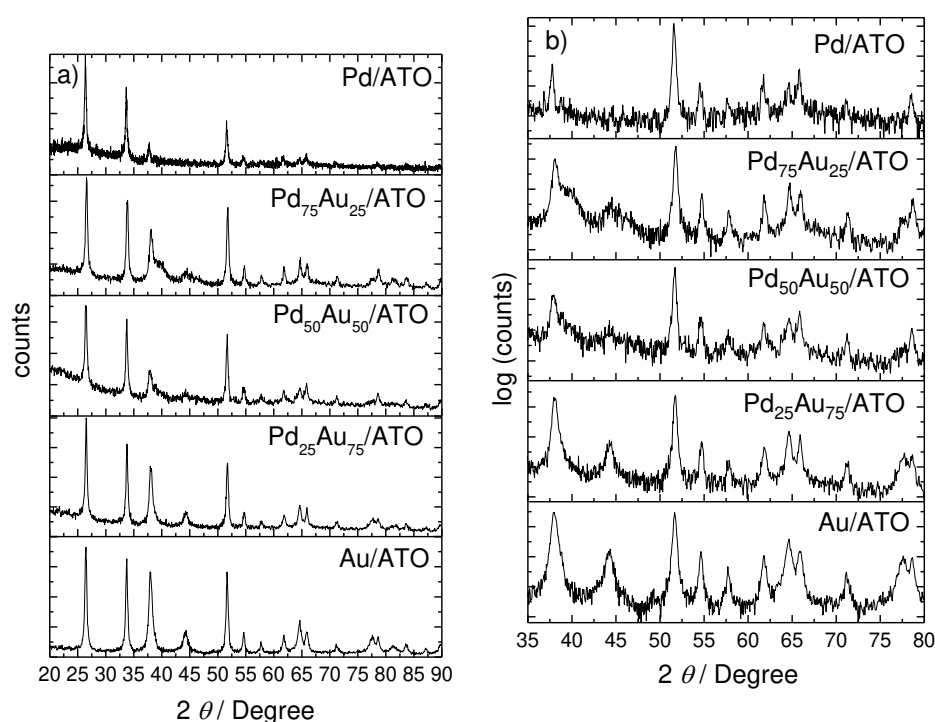 a)
Pd/ATO
Pd₇₅Au₂₅/ATO
Pd₅₀Au₅₀/ATO
Pd₂₅Au₇₅/ATO
Au/ATO
counts
20 25 30 35 40 45 50 55 60 65 70 75 80 85 90
2 θ / Degree
b)
Pd/ATO
Pd₇₅Au₂₅/ATO
Pd₅₀Au₅₀/ATO
Pd₂₅Au₇₅/ATO
Au/ATO
log (counts)
35 40 45 50 55 60 65 70 75 80
2 θ / Degree